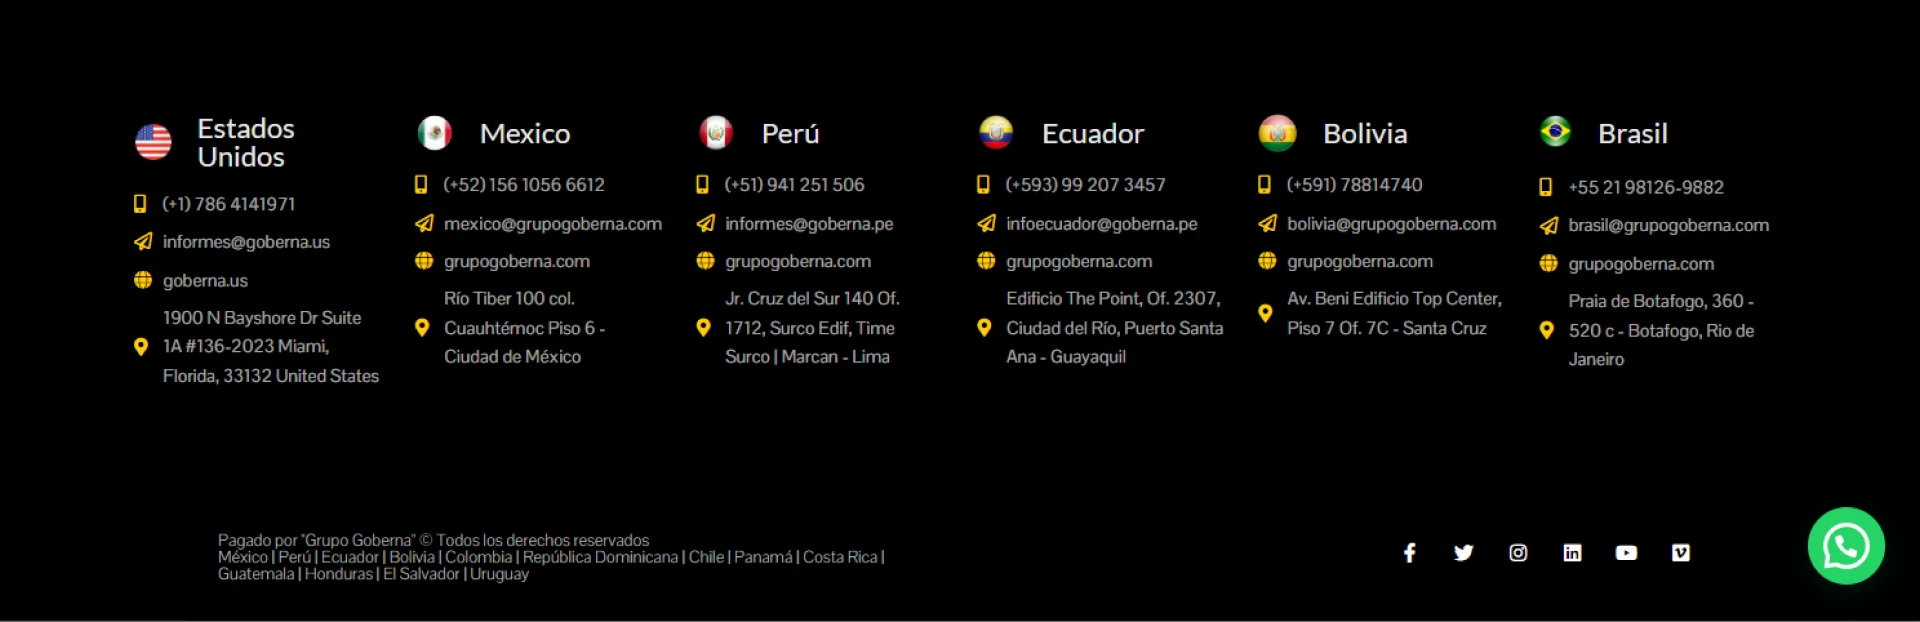 Estados
Unidos
(+1) 786 4141971
informes@goberna.us
goberna.us
1900 N Bayshore Dr Suite
1A #136-2023 Miami,
Florida, 33132 United States
Mexico
(+52) 156 1056 6612
mexico@grupogoberna.com
grupogoberna.com
Río Tiber 100 col.
Cuauhtémoc Piso 6 -
Ciudad de México
Perú
(+51) 941 251 506
informes@goberna.pe
grupogoberna.com
Jr. Cruz del Sur 140 Of.
1712, Surco Edif, Time
Surco | Marcan - Lima
Ecuador
(+593) 99 207 3457
infoecuador@goberna.pe
grupogoberna.com
Edificio The Point, Of. 2307,
Ciudad del Río, Puerto Santa
Ana - Guayaquil
Bolivia
(+591) 78814740
bolivia@grupogoberna.com
grupogoberna.com
Av. Beni Edificio Top Center,
Piso 7 Of. 7C - Santa Cruz
Brasil
+55 21 98126-9882
brasil@grupogoberna.com
grupogoberna.com
Praia de Botafogo, 360 -
520 c - Botafogo, Rio de
Janeiro
Pagado por "Grupo Goberna" © Todos los derechos reservados
México | Perú | Ecuador | Bolivia | Colombia | República Dominicana | Chile | Panamá | Costa Rica |
Guatemala | Honduras | El Salvador | Uruguay